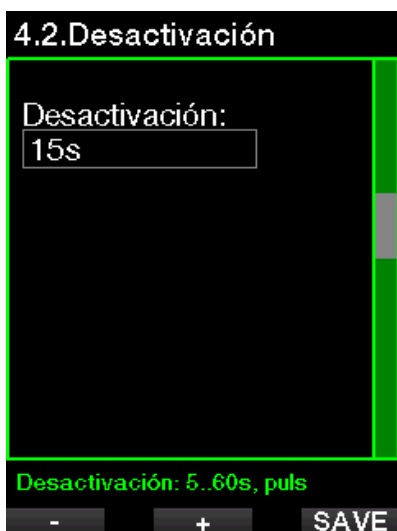 4.2.Desactivación
Desactivación:
15s
Desactivación: 5..60s, puls
- + SAVE